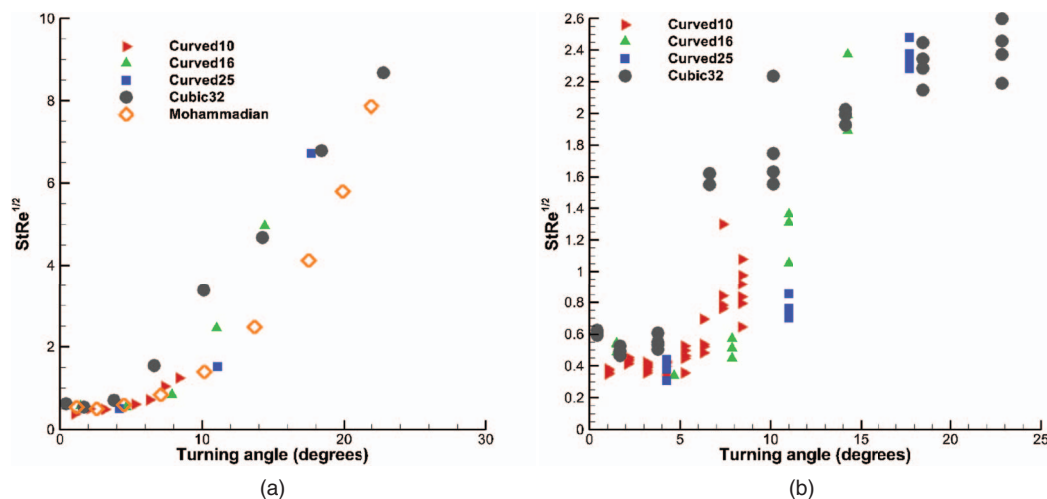 10
8
6
4
2
0
StRe1/2
Curved10
Curved16
Curved25
Cubic32
Mohammadian
0
10
20
30
Turning angle (degrees)
(a)
2.6
2.4
2.2
2
1.8
1.6
1.4
1.2
1
0.8
0.6
0.4
0.2
0
StRe1/2
Curved10
Curved16
Curved25
Cubic32
0
5
10
15
20
25
Turning angle (degrees)
(b)